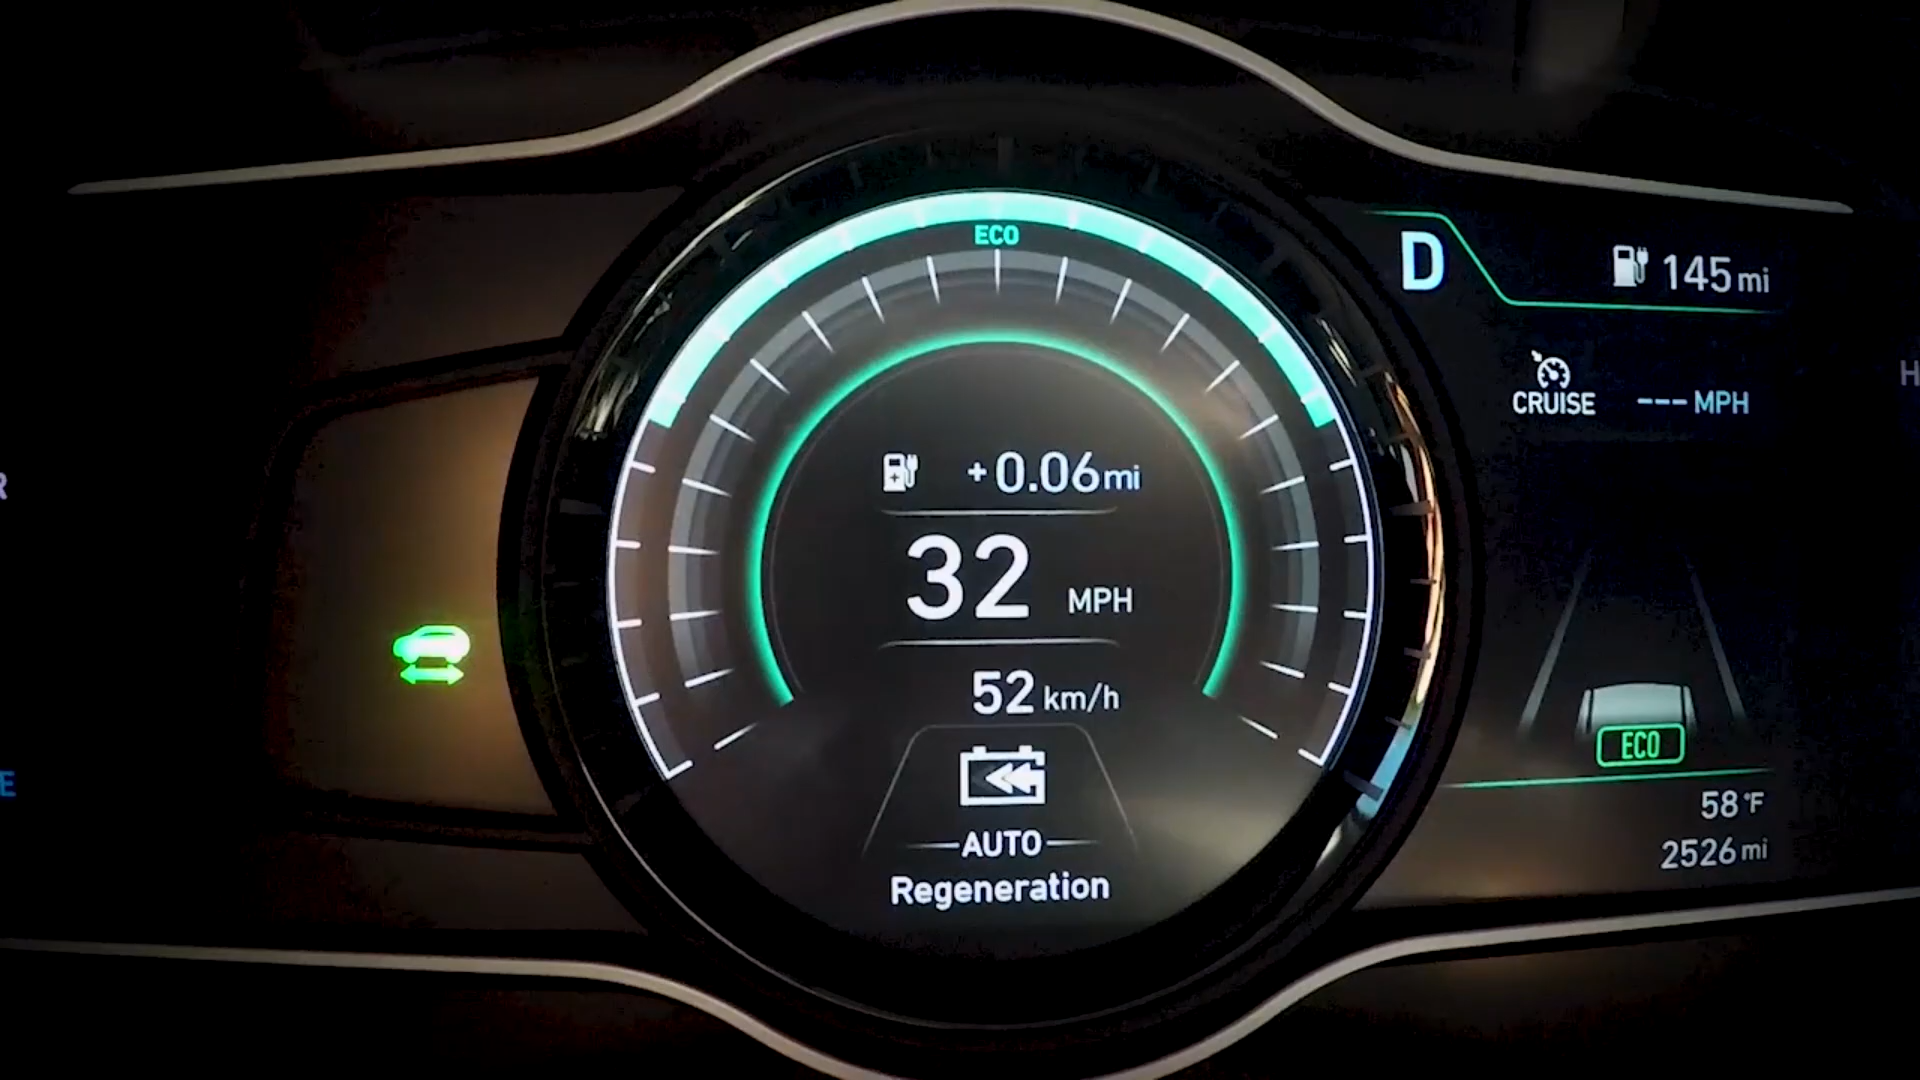 ECO
D
145 mi
CRUISE --- MPH
+0.06 mi
32 MPH
52 km/h
AUTO
Regeneration
ECO
58 °F
2526 mi
R
E
H